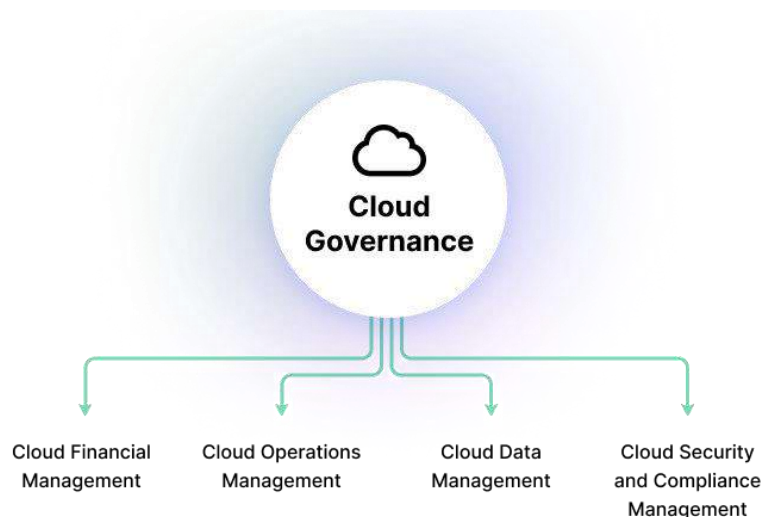 Cloud
Governance
Cloud Financial
Management
Cloud Operations
Management
Cloud Data
Management
Cloud Security
and Compliance
Management